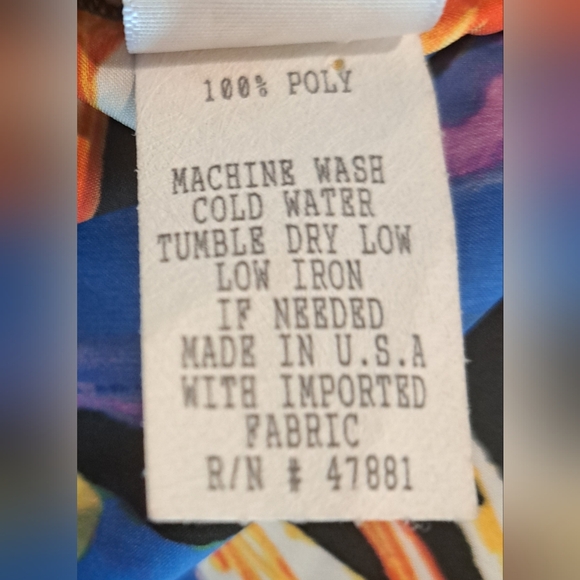 100% POLY
MACHINE WASH
COLD WATER
TUMBLE DRY LOW
LOW IRON
IF NEEDED
MADE IN U.S.A
WITH IMPORTED
FABRIC
R/N # 47881